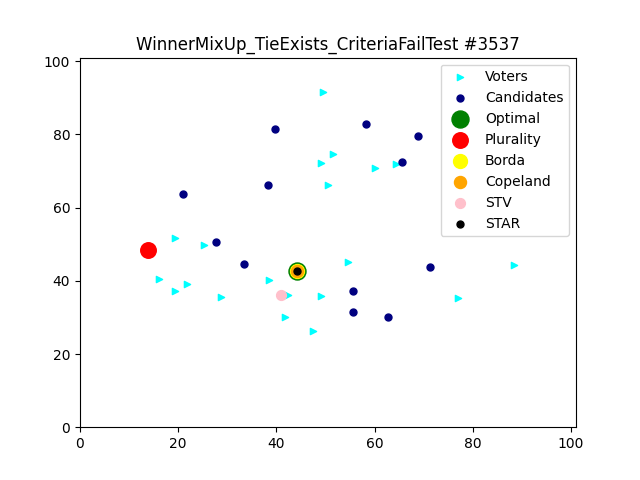 WinnerMixUp_TieExists_CriteriaFailTest #3537
Voters
Candidates
Optimal
Plurality
Borda
Copeland
STV
STAR
100
80
60
40
20
0
0 20 40 60 80 100